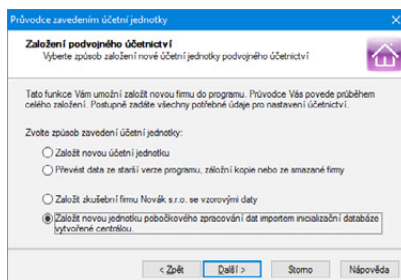 Průvodce zavedením účetní jednotky
Založení podvojného účetnictví
Vyberte způsob založení nové účetní jednotky podvojného účetnictví
Tato funkce Vám umožní založit novou firmu do programu. Průvodce Vás povede průběhem
celého založení. Postupně zadáte všechny potřebné údaje pro nastavení účetnictví.
Zvolte způsob zavedení účetní jednotky:
Založit novou účetní jednotku
Převést data ze starší verze programu, záložní kopie nebo ze smazané firmy
Založit zkušební firmu Novák s.r.o. se vzorovými daty
Založit novou jednotku pobočkového zpracování dat importem inicializační databáze
vytvořené centrálou.
< Zpět Další > Storno Nápověda